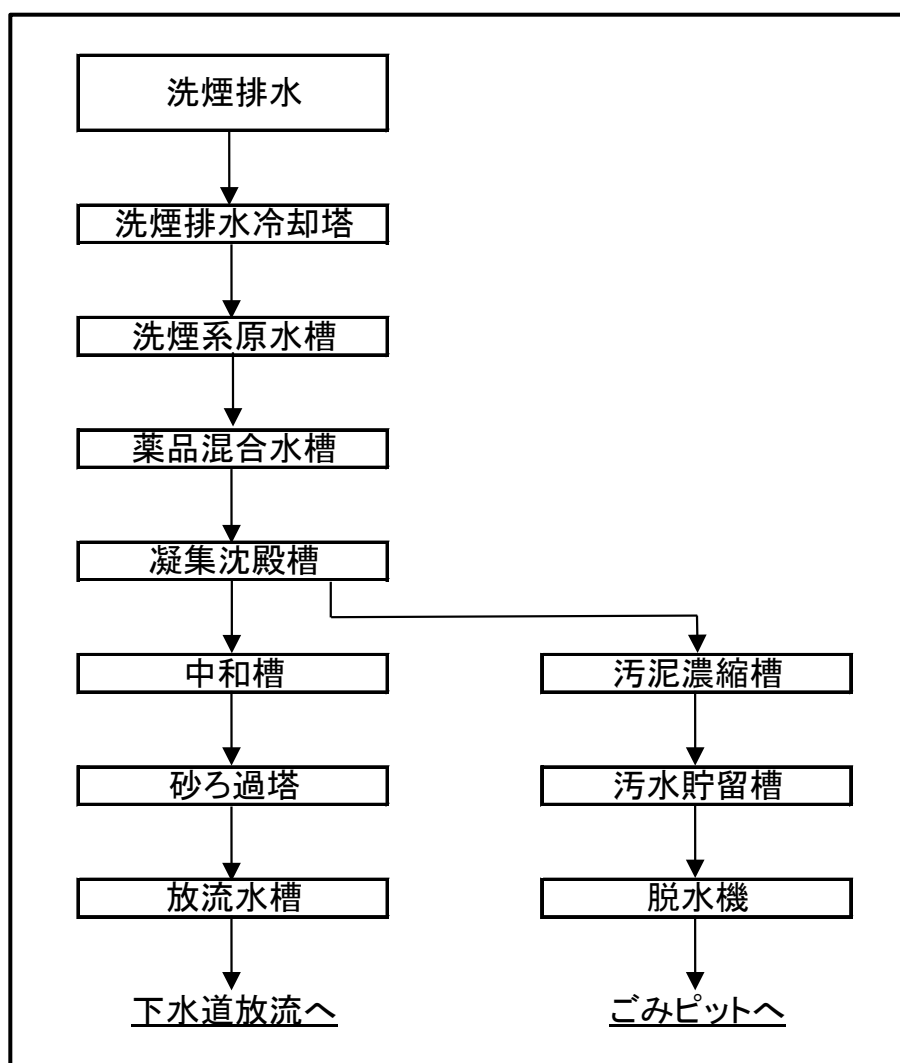 洗煙排水
洗煙排水冷却塔
洗煙系原水槽
薬品混合水槽
凝集沈殿槽
中和槽
汚泥濃縮槽
砂ろ過塔
汚水貯留槽
放流水槽
脱水機
下水道放流へ
ごみピットへ